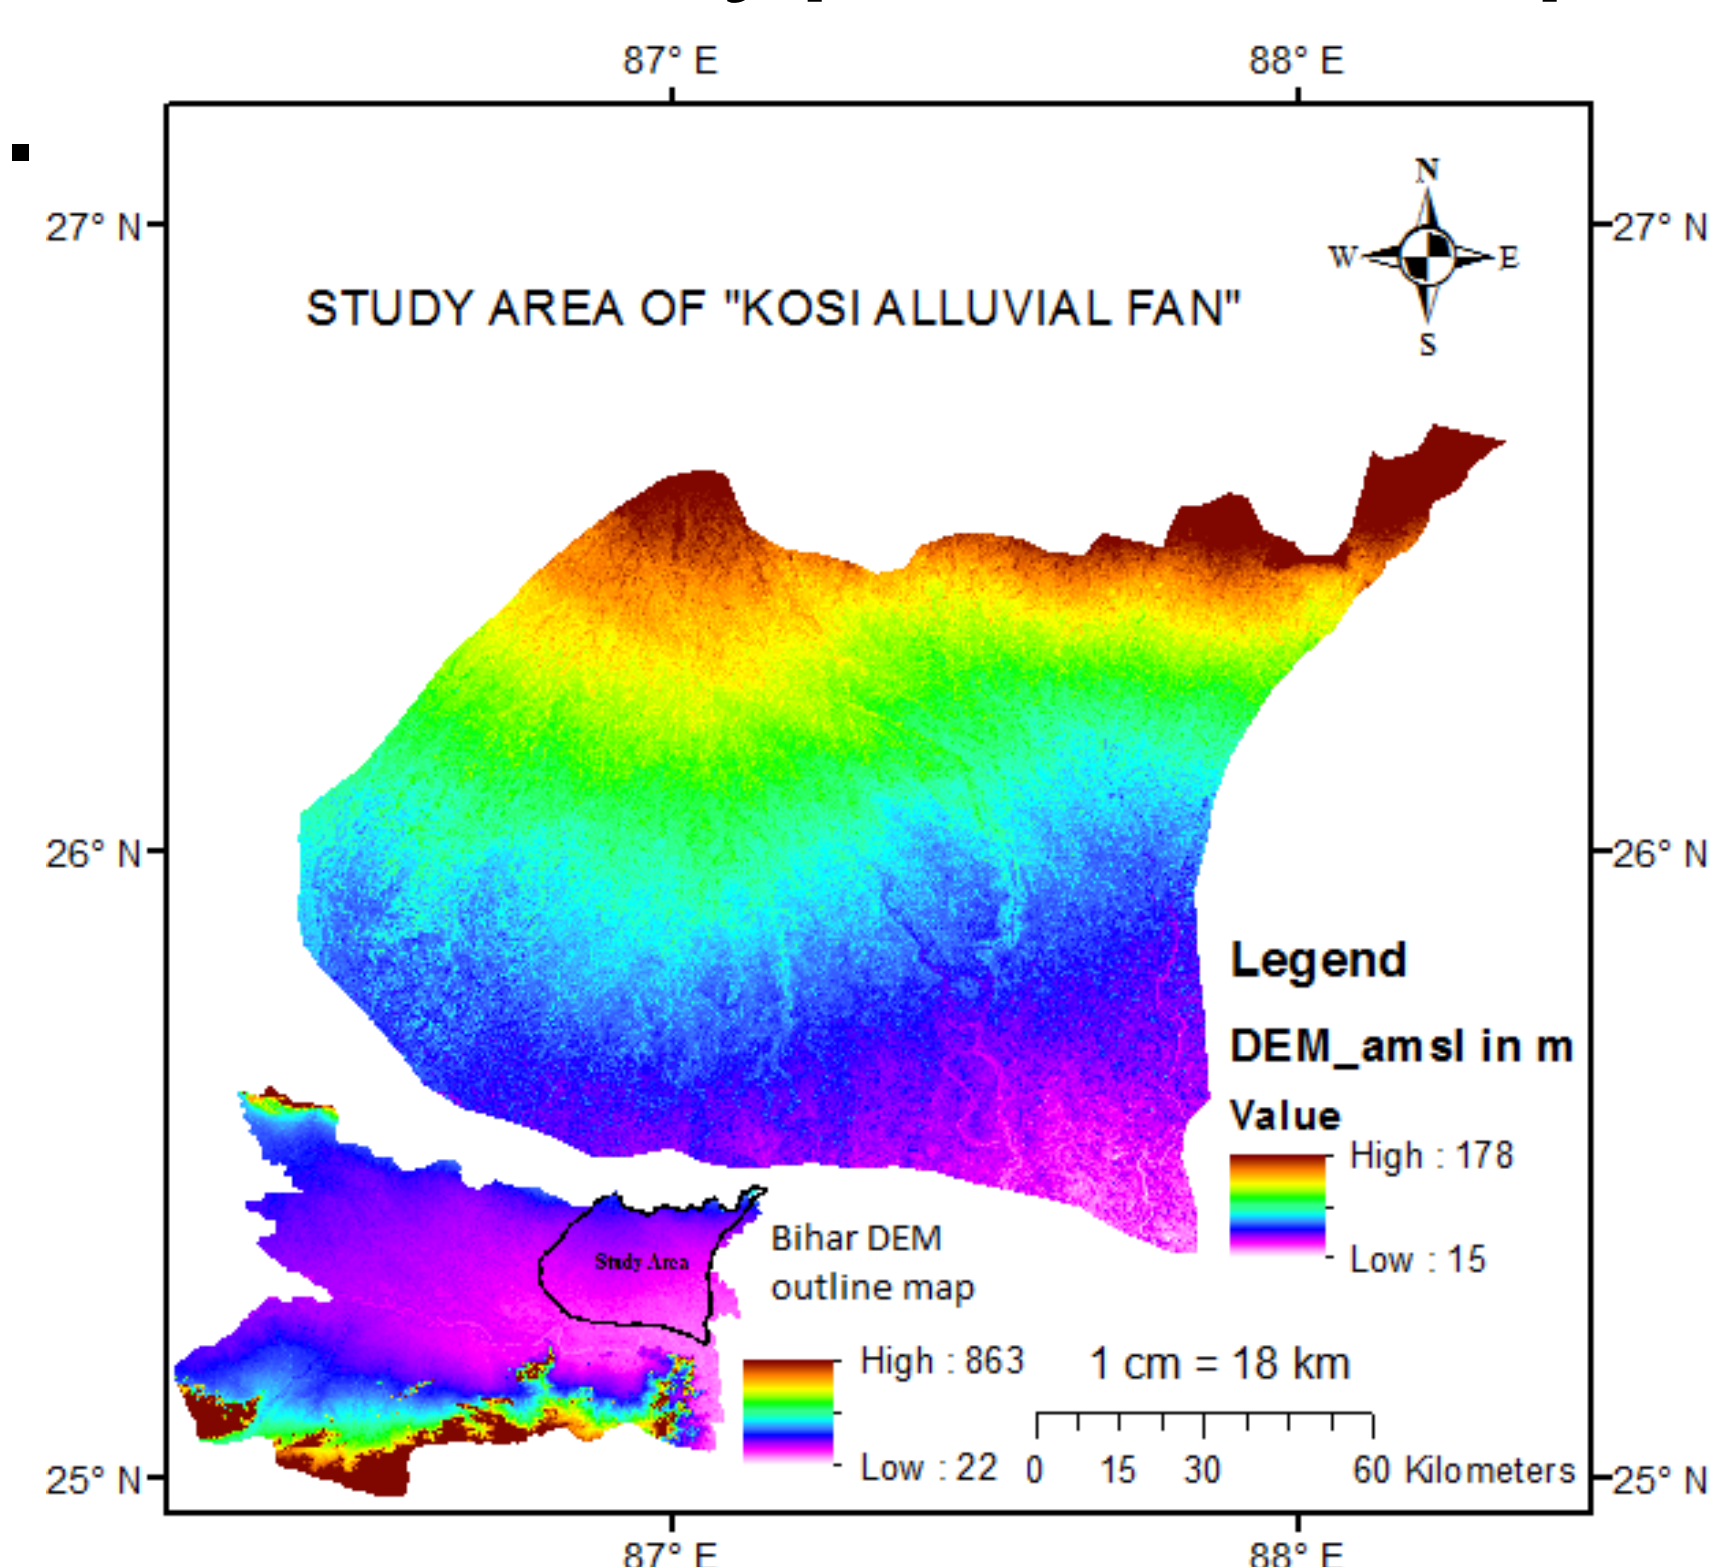 87° E 88° E
27° N 27° N
N
W E
S
STUDY AREA OF "KOSI ALLUVIAL FAN"
26° N 26° N
Legend
DEM_amsl in m
Value
High : 178
Low : 15
Study Area
Bihar DEM
outline map
High : 863
Low : 22
1 cm = 18 km
0 15 30 60 Kilometers
25° N 25° N
87° E 88° E